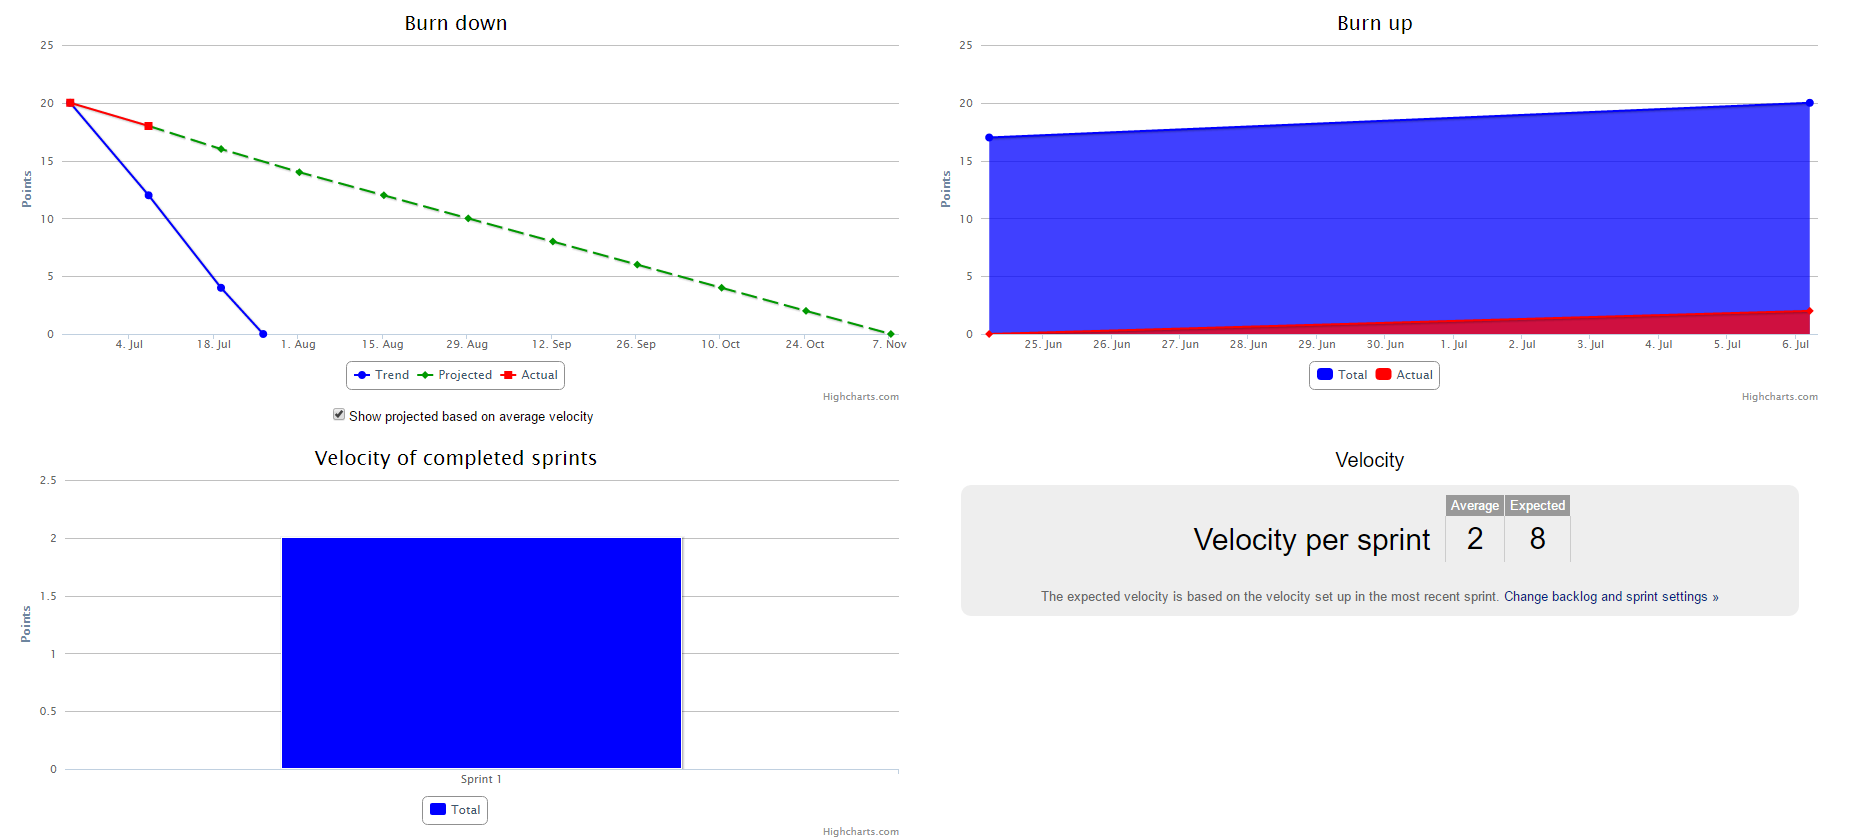 Burn down
25
20
15
10
5
0
Points
4. Jul 18. Jul 1. Aug 15. Aug 29. Aug 12. Sep 26. Sep 10. Oct 24. Oct 7. Nov
Trend Projected Actual
Highcharts.com
Show projected based on average velocity
Burn up
25
20
15
10
5
0
Points
25. Jun 26. Jun 27. Jun 28. Jun 29. Jun 30. Jun 1. Jul 2. Jul 3. Jul 4. Jul 5. Jul 6. Jul
Total Actual
Highcharts.com
Velocity of completed sprints
2.5
2
1.5
1
0.5
0
Points
Sprint 1
Total
Highcharts.com
Velocity
Average Expected
Velocity per sprint 2 8
The expected velocity is based on the velocity set up in the most recent sprint. Change backlog and sprint settings »